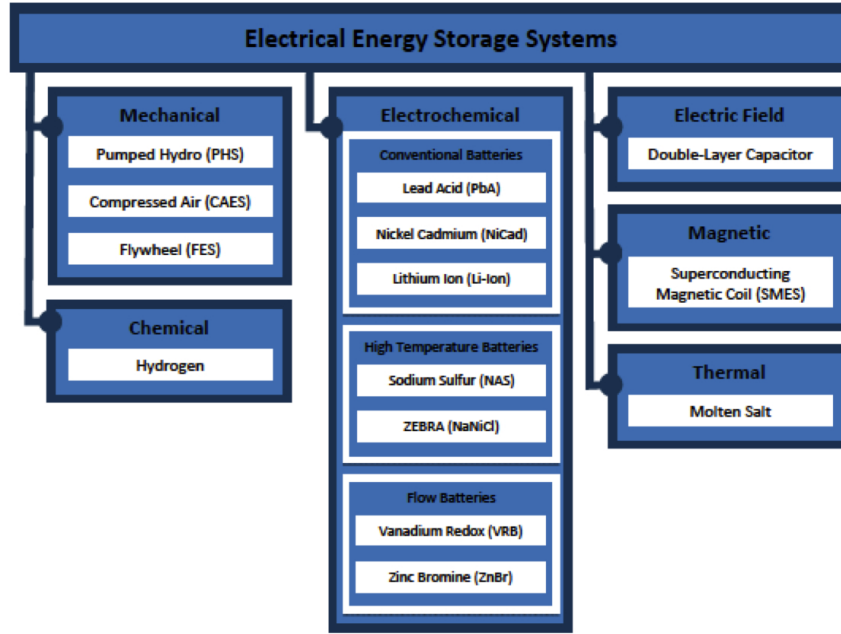 Electrical Energy Storage Systems
Mechanical
Pumped Hydro (PHS)
Compressed Air (CAES)
Flywheel (FES)
Chemical
Hydrogen
Electrochemical
Conventional Batteries
Lead Acid (PbA)
Nickel Cadmium (NiCad)
Lithium Ion (Li-Ion)
High Temperature Batteries
Sodium Sulfur (NAS)
ZEBRA (NaNiCl)
Flow Batteries
Vanadium Redox (VRB)
Zinc Bromine (ZnBr)
Electric Field
Double-Layer Capacitor
Magnetic
Superconducting
Magnetic Coil (SMES)
Thermal
Molten Salt